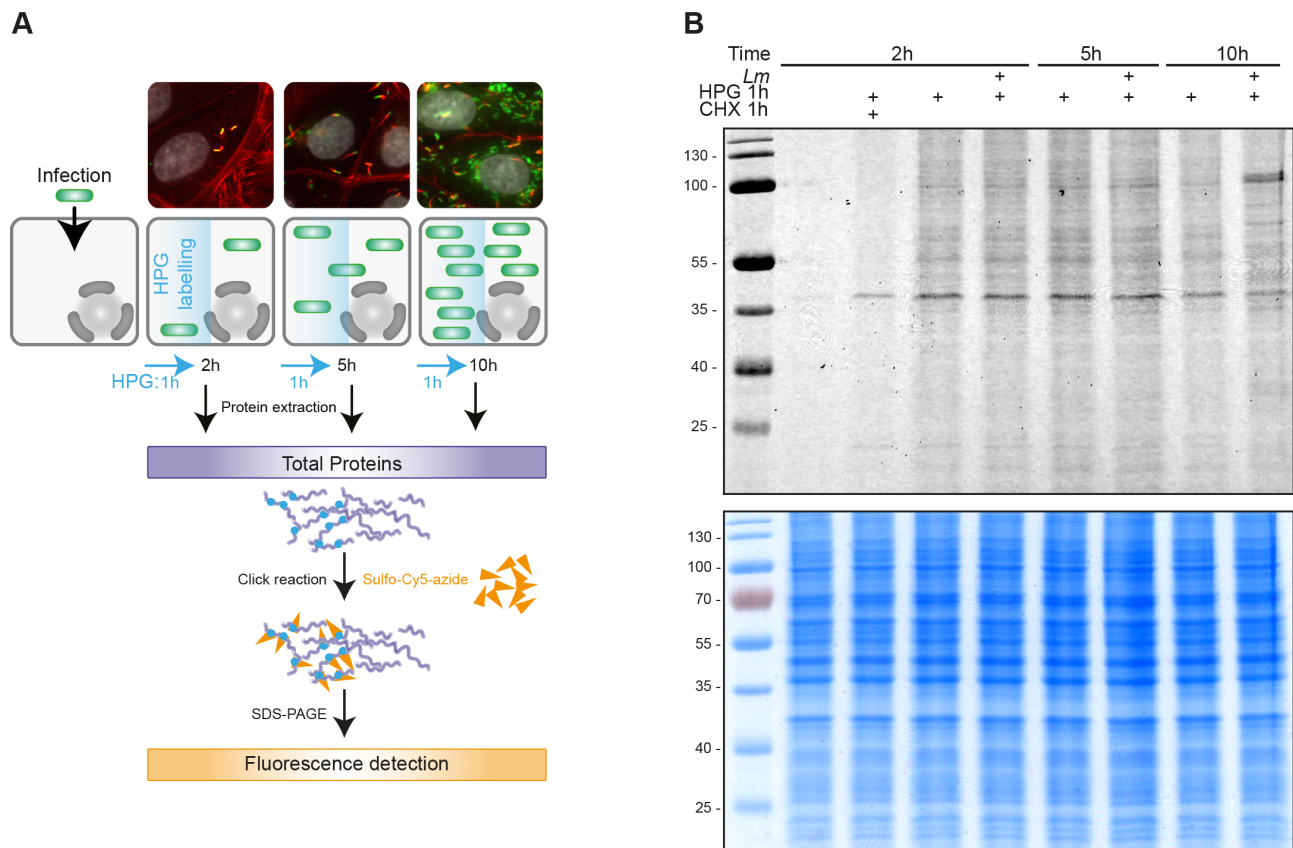 A
Infection
HPG labelling
HPG:1h
2h
1h
5h
1h
10h
Protein extraction
Total Proteins
Click reaction
Sulfo-Cy5-azide
SDS-PAGE
Fluorescence detection
B
Time 2h 5h 10h
Lm + + +
HPG 1h + + + + + + +
CHX 1h +
130 -
100 -
55 -
35 -
40 -
25 -
130 -
100 -
70 -
55 -
35 -
40 -
25 -